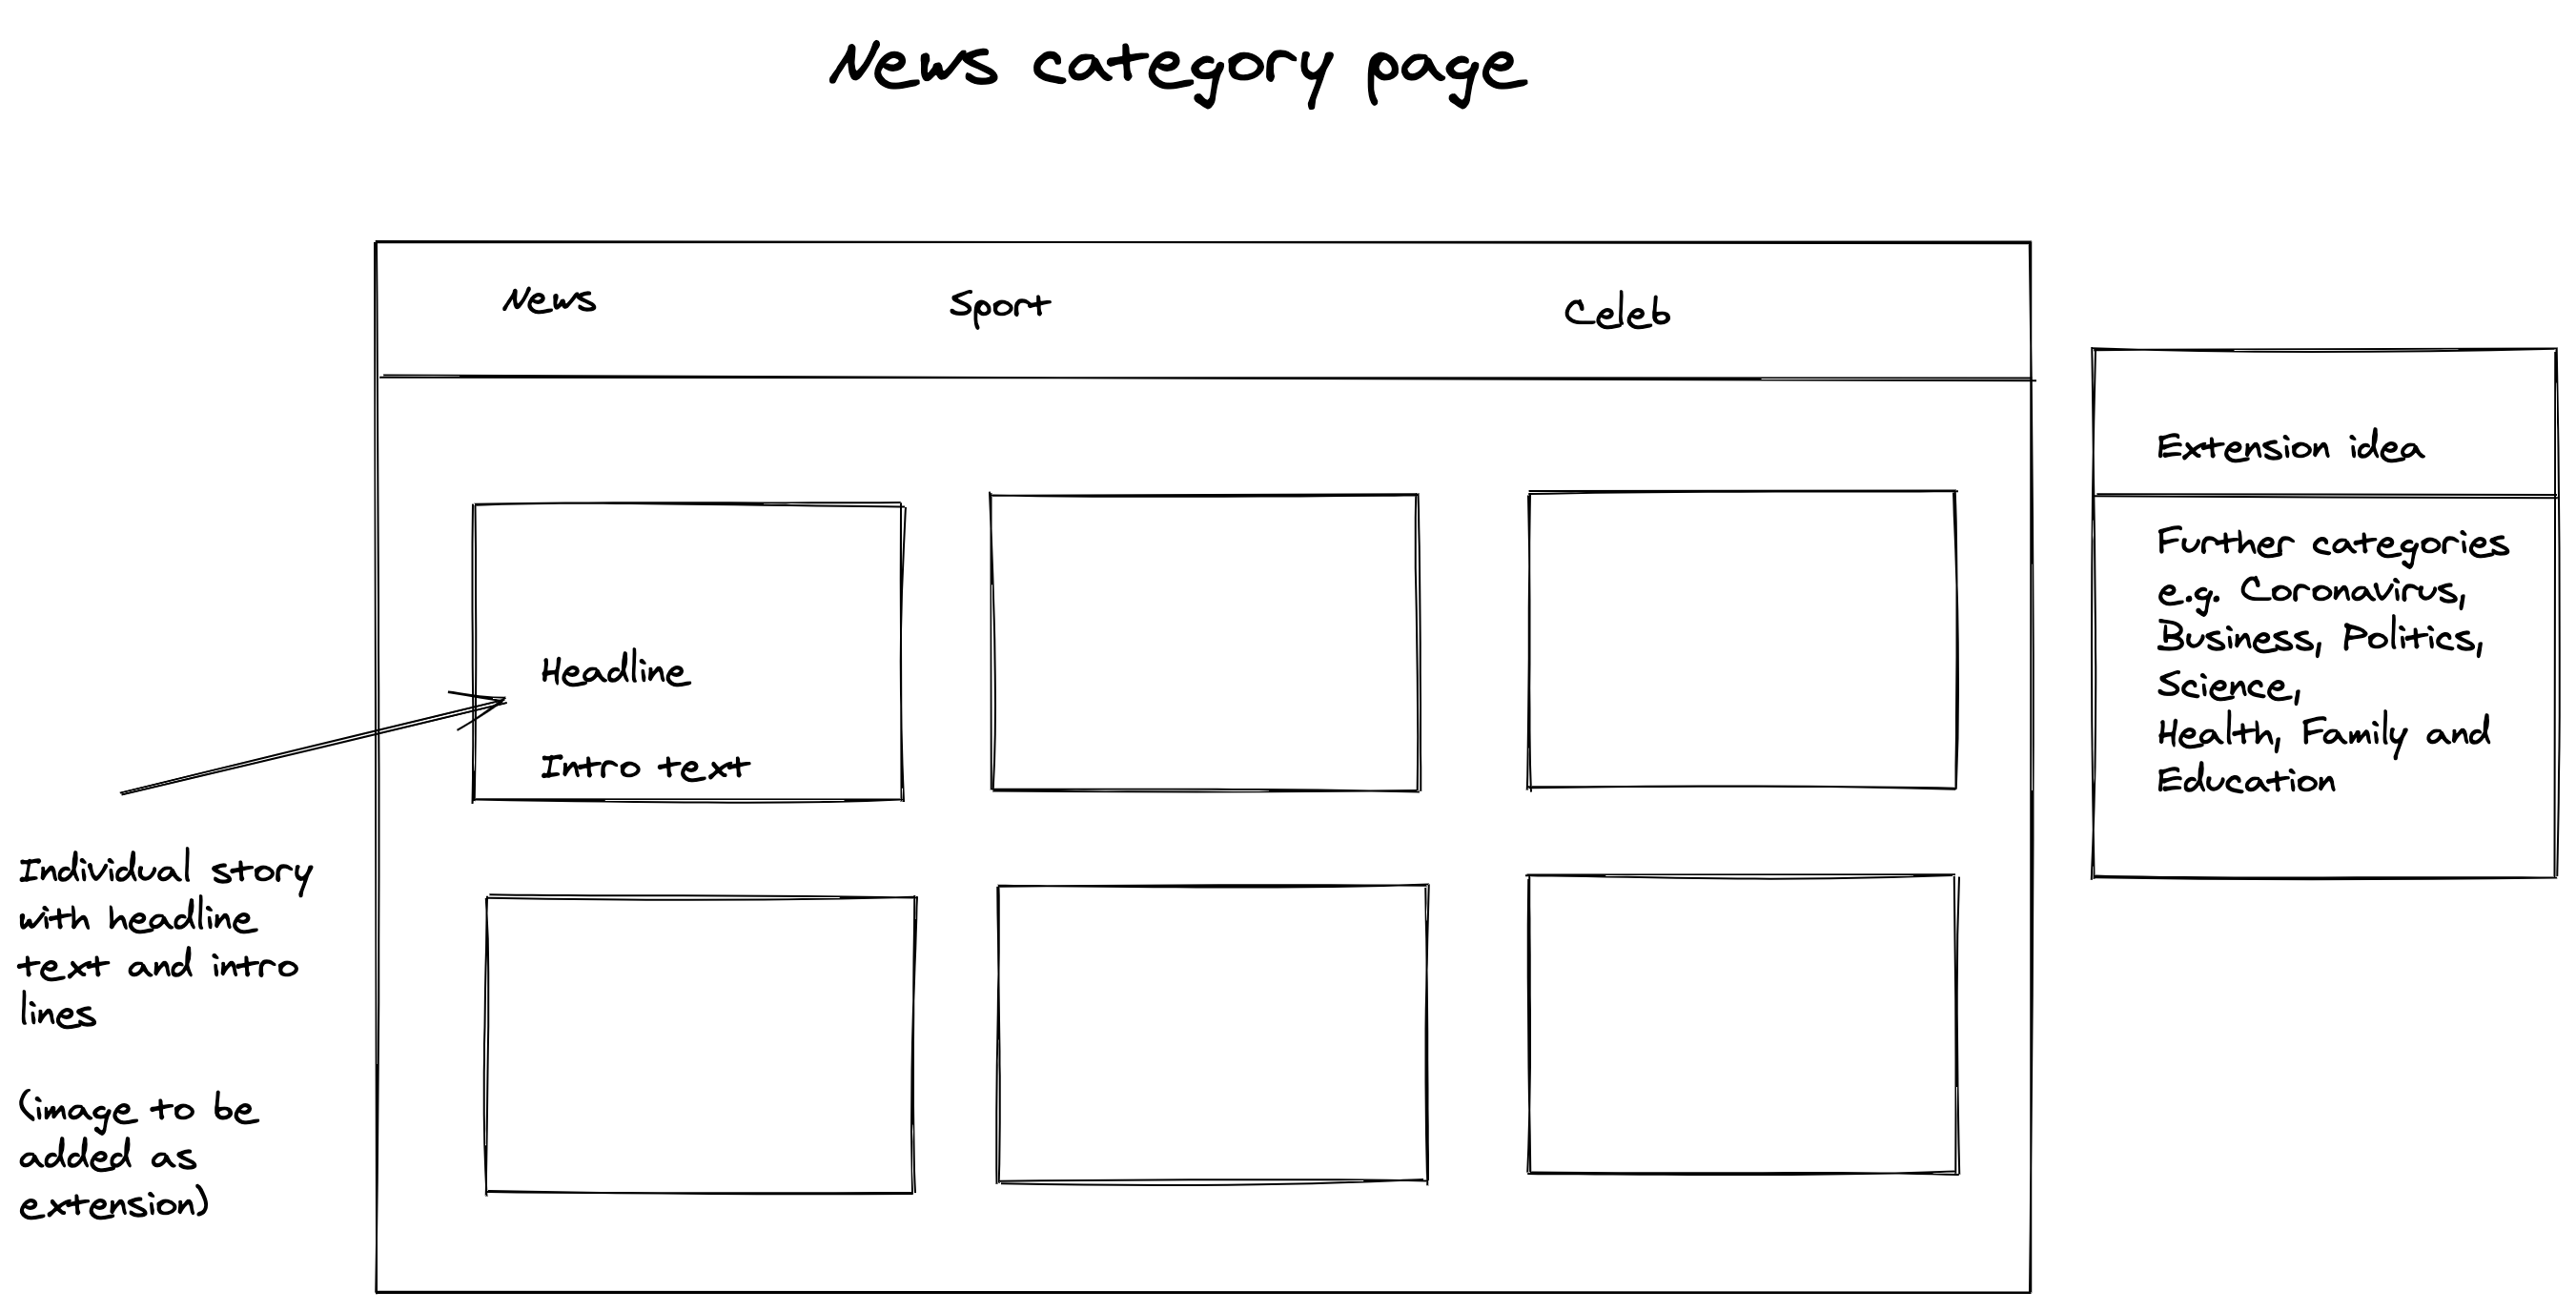 News category page
News
Sport
Celeb
Headline
Intro text
Individual story
with headline
text and intro
lines
(image to be
added as
extension)
Extension idea
Further categories
e.g. Coronavirus,
Business, Politics,
Science,
Health, Family and
Education